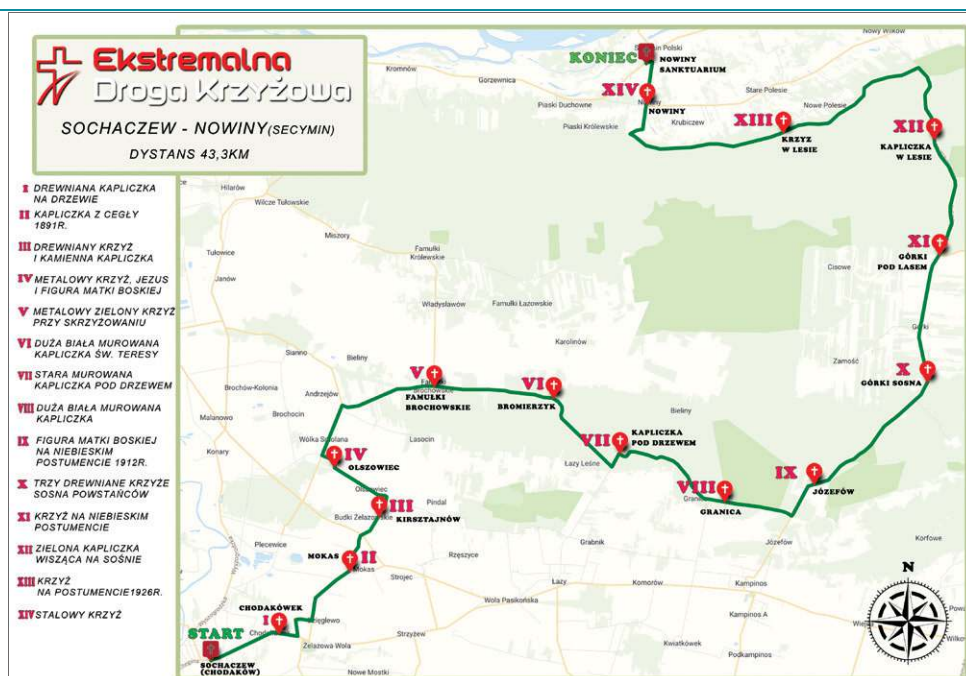 Ekstremalna
Droga Krzyżowa
SOCHACZEW - NOWINY(SECYMIN)
DYSTANS 43,3KM
I DREWNIANA KAPLICZKA
NA DRZEWIE
II KAPLICZKA Z CEGŁY
1891R.
III DREWNIANY KRZYŻ
I KAMIENNA KAPLICZKA
IV METALOWY KRZYŻ, JEZUS
I FIGURA MATKI BOSKIEJ
V METALOWY ZIELONY KRZYŻ
PRZY SKRZYŻOWANIU
VI DUŻA BIAŁA MUROWANA
KAPLICZKA ŚW. TERESY
VII STARA MUROWANA
KAPLICZKA POD DRZEWEM
VIII DUŻA BIAŁA MUROWANA
KAPLICZKA
IX FIGURA MATKI BOSKIEJ
NA NIEBIESKIM
POSTUMENCIE 1912R.
X TRZY DREWNIANE KRZYŻE
SOSNA POWSTAŃCÓW
XI KRZYŻ NA NIEBIESKIM
POSTUMENCIE
XII ZIELONA KAPLICZKA
WISZĄCA NA SOŚNIE
XIII KRZYŻ
NA POSTUMENCIE1926R.
XIV STALOWY KRZYŻ
Nowy Wilków
Polski
KONIEC
NOWINY
SANKTUARIUM
Kromnów
Gorzewnica
Stare Polesie
XIV
Nowiny
NOWINY
Piaski Duchowne
Nowe Polesie
Piaski Królewskie
Krubiczew
XIII
KRZYŻ
W LESIE
XII
KAPLICZKA
W LESIE
Hilarów
Wilcze Tułowskie
Miszory
Tułowice
Famułki
Królewskie
XI
GÓRKI
POD LASEM
Janów
Cisowe
Władysławów
Famułki Łazowskie
Górki
Karolinów
Sianno
Bieliny
Zamość
X
GÓRKI SOSNA
Brochów-Kolonia
Andrzejów
V
FAMUŁKI
BROCHOWSKIE
VI
BROMIERZYK
Malanowo
Brochocin
Bieliny
KAPLICZKA
POD DRZEWEM
VII
Konary
Wólka Smolana
Lasocin
IV
OLSZOWIEC
Łazy Leśne
IX
JÓZEFÓW
Olszowiec
VIII
Granica
GRANICA
III
KIRSZTAJNÓW
Pindal
Budki Żelazowskie
Józefów
Korfowe
Plecewice
MOKAS
II
Mokas
Rzęszyce
Grabnik
Strojec
Łazy
Komorów
Kampinos
N
Wola Pasikońska
CHODAKÓWEK
I
START
Strzyżew
Kampinos A
Żelazowa Wola
Kwiatkówek
Podkampinos
SOCHACZEW
(CHODAKÓW)
Nowe Mostki